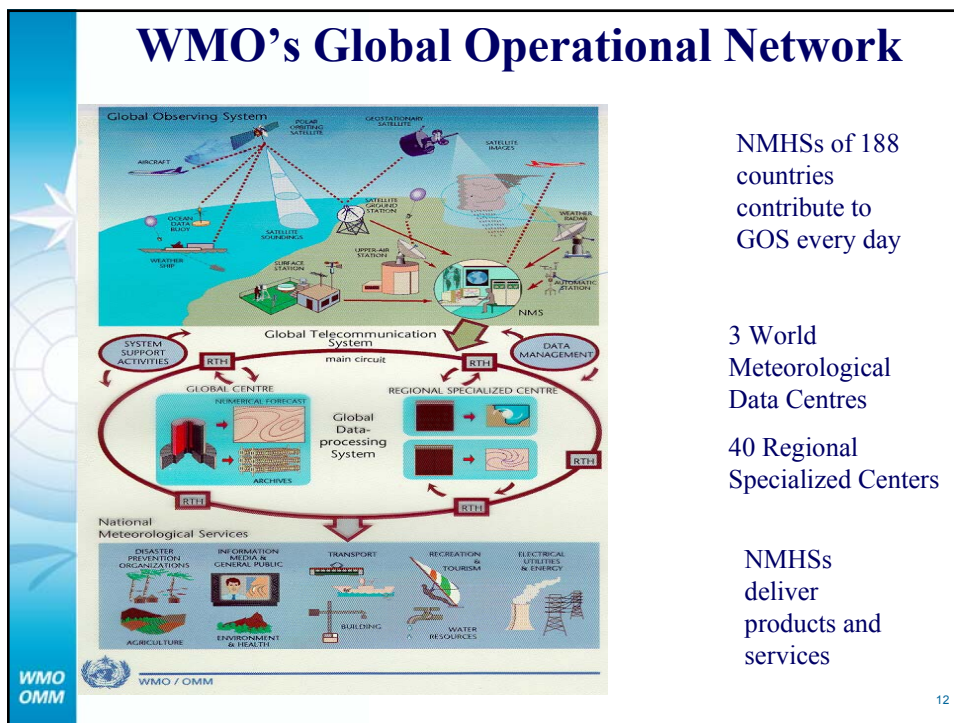 WMO's Global Operational Network
Global Observing System
POLAR
ORBITING
SATELLITE
GEOSTATIONARY
SATELLITE
SATELLITE
IMAGES
AIRCRAFT
OCEAN
DATA
BUOY
SATELLITE
GROUND
STATION
WEATHER
RADAR
SATELLITE
SOUNDINGS
WEATHER
SHIP
UPPER-AIR
STATION
SURFACE
STATION
AUTOMATIC
STATION
NMS
NMHSs of 188
countries
contribute to
GOS every day
Global Telecommunication
System
main circuit
SYSTEM
SUPPORT
ACTIVITIES
DATA
MANAGEMENT
RTH
RTH
GLOBAL CENTRE
REGIONAL SPECIALIZED CENTRE
NUMERICAL FORECAST
Global
Data-
processing
System
ARCHIVES
RTH
RTH
RTH
3 World
Meteorological
Data Centres
40 Regional
Specialized Centers
National
Meteorological Services
DISASTER
PREVENTION
ORGANIZATIONS
INFORMATION
MEDIA &
GENERAL PUBLIC
TRANSPORT
RECREATION
&
TOURISM
ELECTRICAL
UTILITIES
& ENERGY
AGRICULTURE
ENVIRONMENT
& HEALTH
BUILDING
WATER
RESOURCES
NMHSs
deliver
products and
services
WMO / OMM
WMO
OMM
12